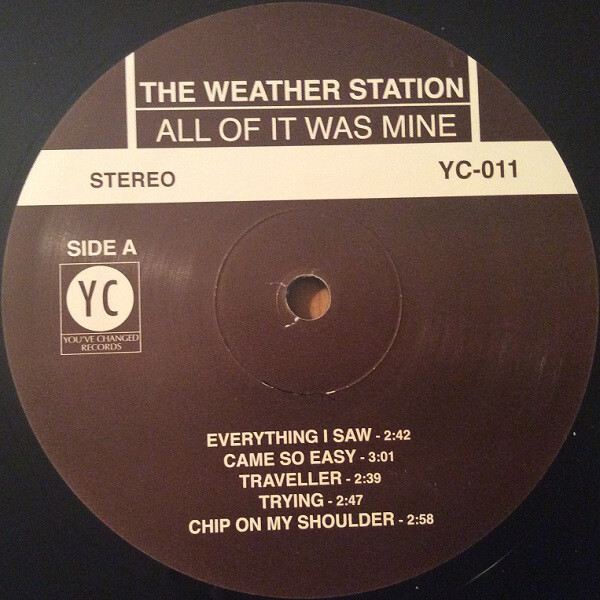 THE WEATHER STATION
ALL OF IT WAS MINE
STEREO
YC-011
SIDE A
YC
YOU'VE CHANGED
RECORDS
EVERYTHING I SAW - 2:42
CAME SO EASY - 3:01
TRAVELLER - 2:39
TRYING - 2:47
CHIP ON MY SHOULDER - 2:58